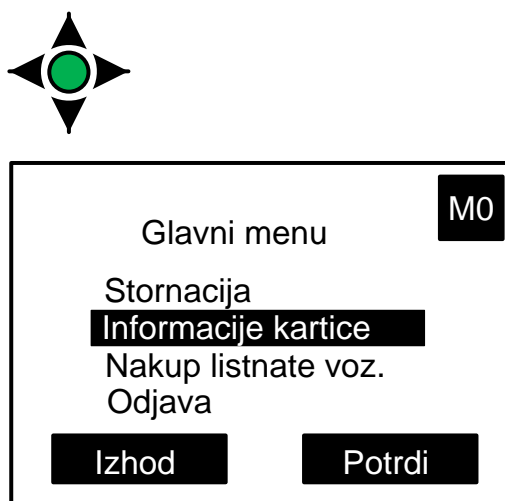 M0
Glavni menu
Stornacija
Informacije kartice
Nakup listnate voz.
Odjava
Izhod Potrdi